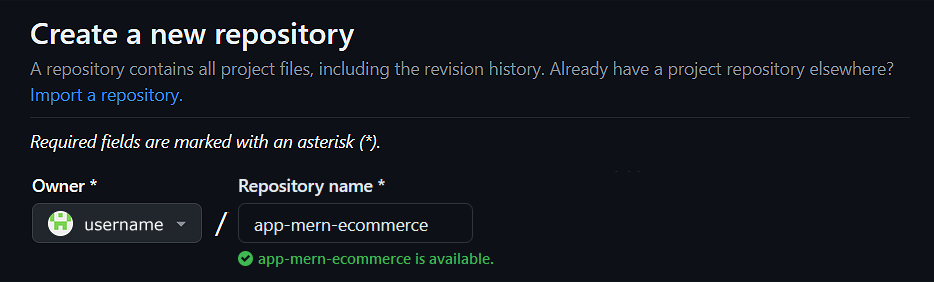 Create a new repository
A repository contains all project files, including the revision history. Already have a project repository elsewhere?
Import a repository.
Required fields are marked with an asterisk (*).
Owner *
Repository name *
username
/
app-mern-ecommerce
app-mern-ecommerce is available.